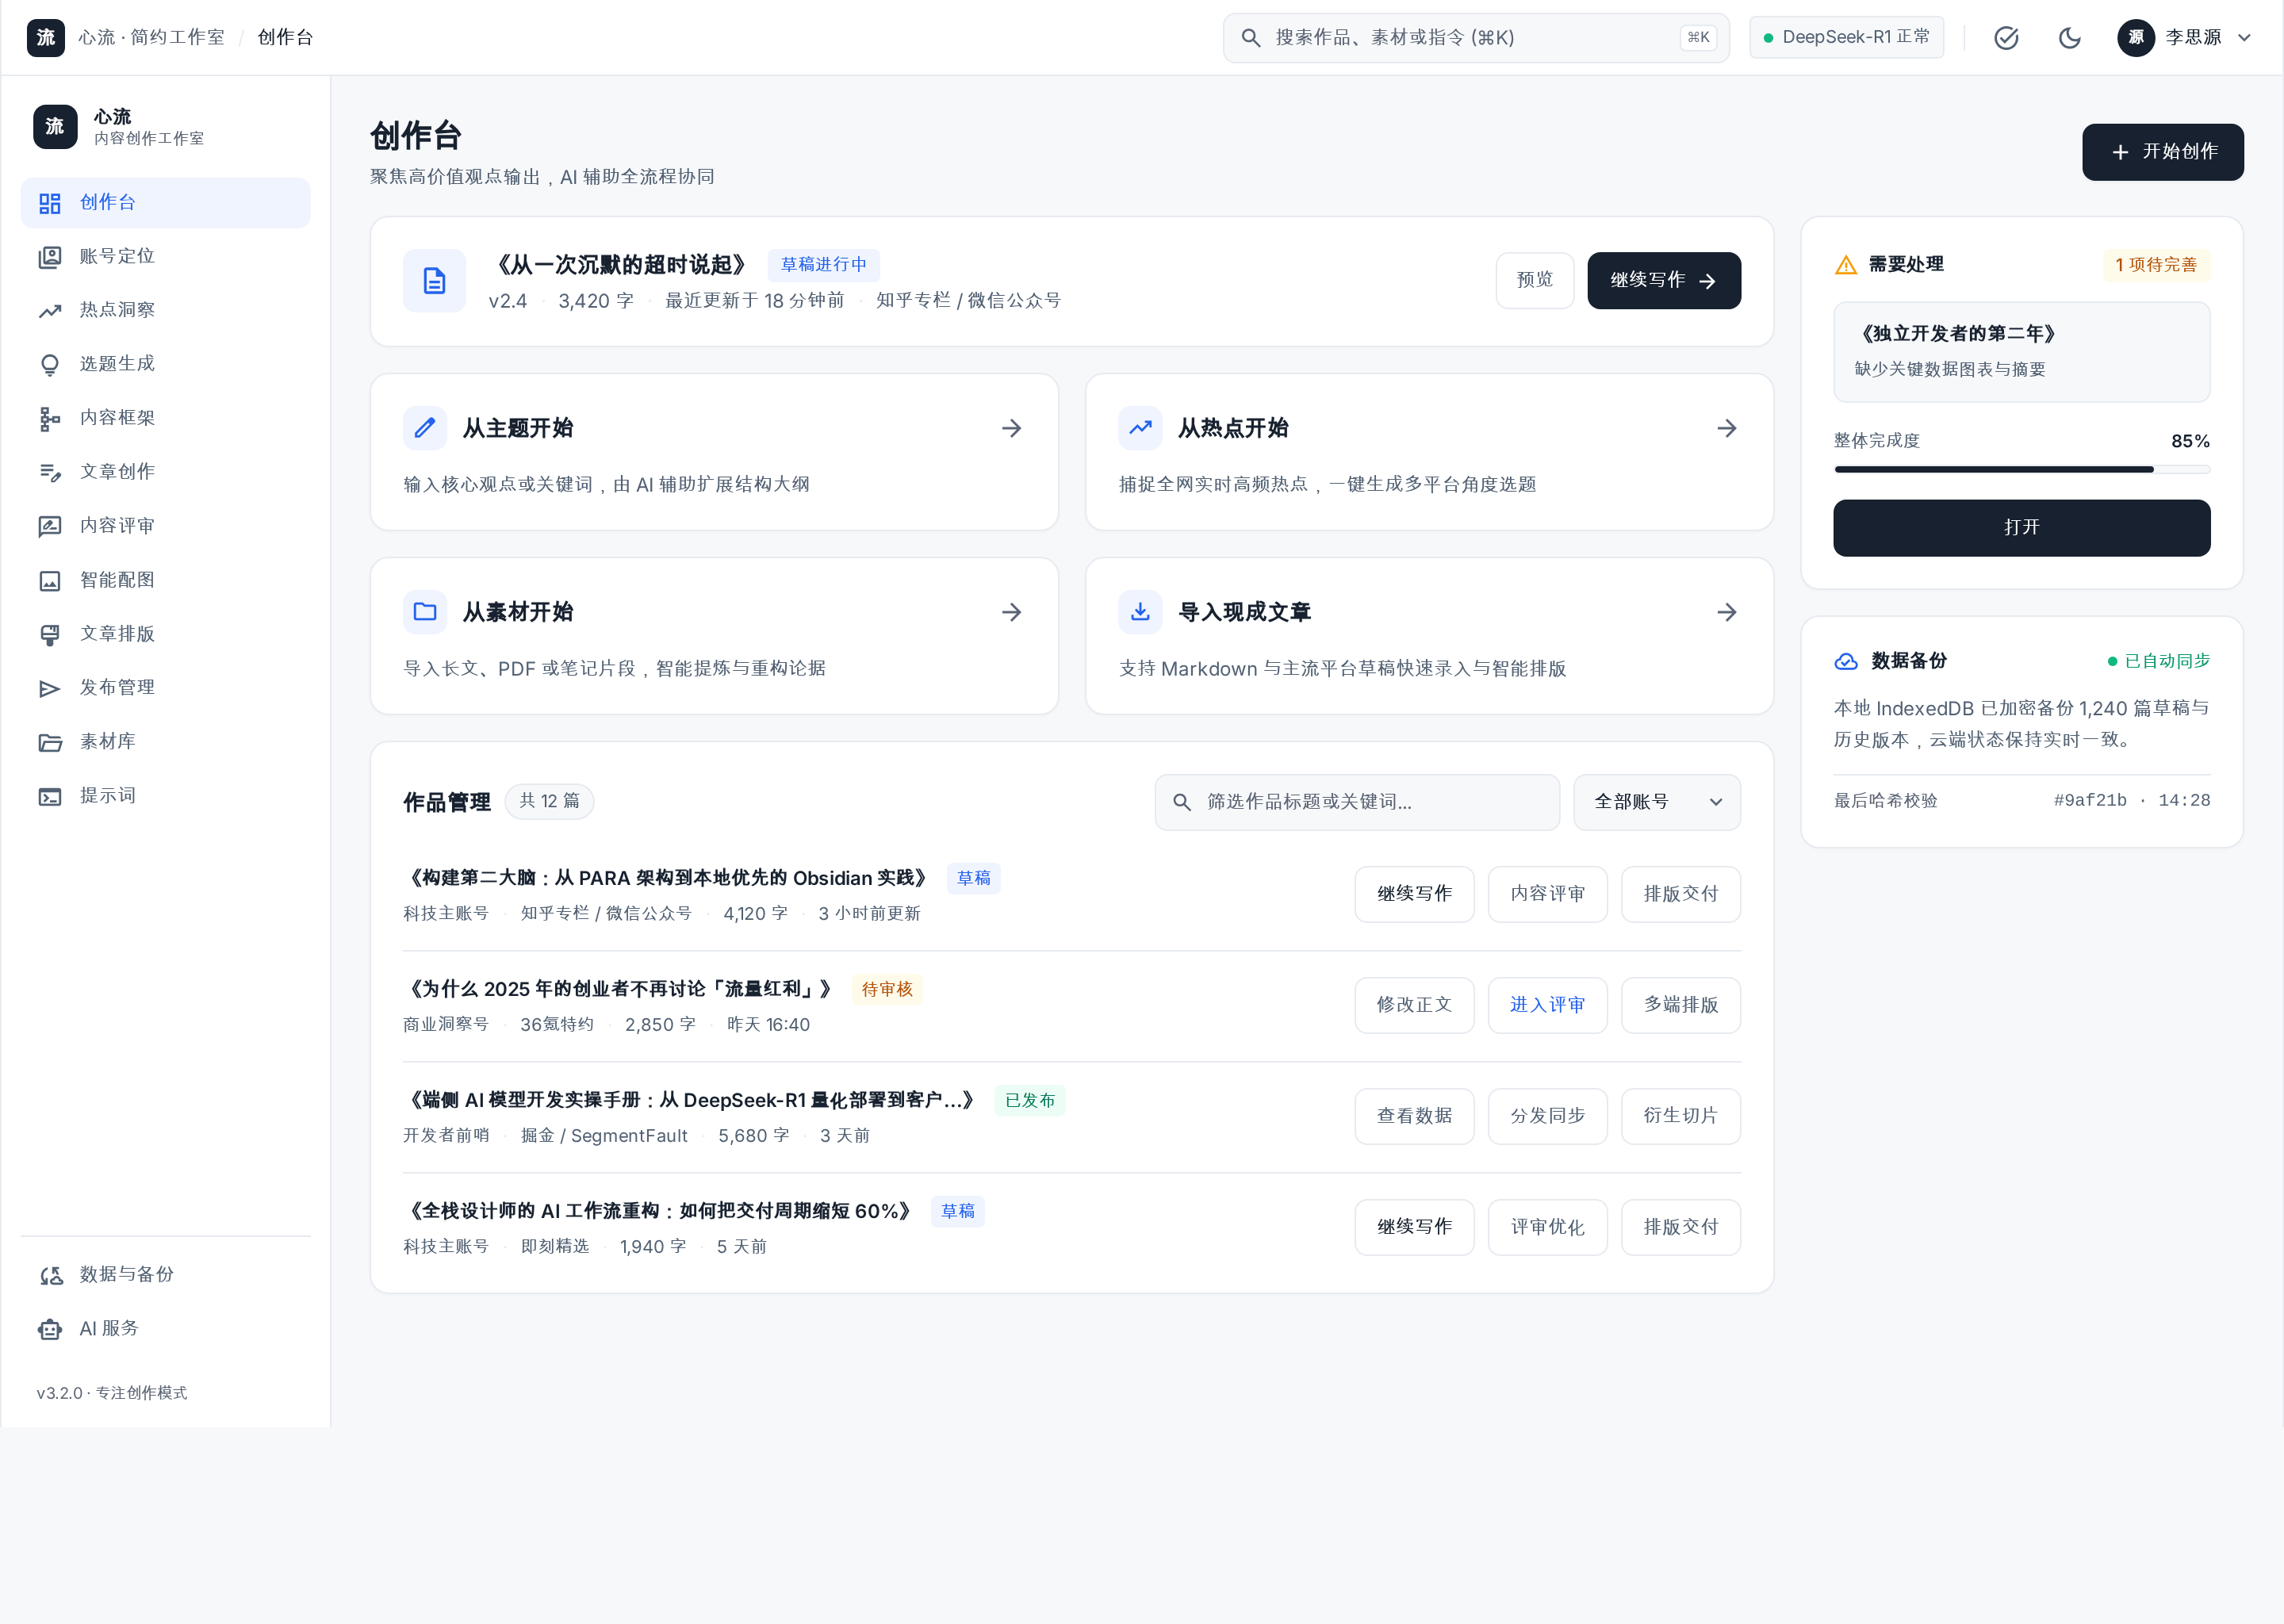 流 心流 · 简约工作室 / 创作台
搜索作品、素材或指令 (⌘K) ⌘K
DeepSeek-R1 正常
源 李思源
流 心流
内容创作工作室
创作台
账号定位
热点洞察
选题生成
内容框架
文章创作
内容评审
智能配图
文章排版
发布管理
素材库
提示词
数据与备份
AI 服务
v3.2.0 · 专注创作模式
创作台
聚焦高价值观点输出，AI 辅助全流程协同
开始创作
《从一次沉默的超时说起》 草稿进行中
v2.4 · 3,420 字 · 最近更新于 18 分钟前 · 知乎专栏 / 微信公众号
预览 继续写作
从主题开始
输入核心观点或关键词，由 AI 辅助扩展结构大纲
从热点开始
捕捉全网实时高频热点，一键生成多平台角度选题
从素材开始
导入长文、PDF 或笔记片段，智能提炼与重构论据
导入现成文章
支持 Markdown 与主流平台草稿快速录入与智能排版
作品管理 共 12 篇
筛选作品标题或关键词... 全部账号
《构建第二大脑：从 PARA 架构到本地优先的 Obsidian 实践》 草稿
科技主账号 · 知乎专栏 / 微信公众号 · 4,120 字 · 3 小时前更新
继续写作 内容评审 排版交付
《为什么 2025 年的创业者不再讨论「流量红利」》 待审核
商业洞察号 · 36氪特约 · 2,850 字 · 昨天 16:40
修改正文 进入评审 多端排版
《端侧 AI 模型开发实操手册：从 DeepSeek-R1 量化部署到客户...》 已发布
开发者前哨 · 掘金 / SegmentFault · 5,680 字 · 3 天前
查看数据 分发同步 衍生切片
《全栈设计师的 AI 工作流重构：如何把交付周期缩短 60%》 草稿
科技主账号 · 即刻精选 · 1,940 字 · 5 天前
继续写作 评审优化 排版交付
需要处理 1 项待完善
《独立开发者的第二年》
缺少关键数据图表与摘要
整体完成度 85%
打开
数据备份 已自动同步
本地 IndexedDB 已加密备份 1,240 篇草稿与
历史版本，云端状态保持实时一致。
最后哈希校验 #9af21b · 14:28